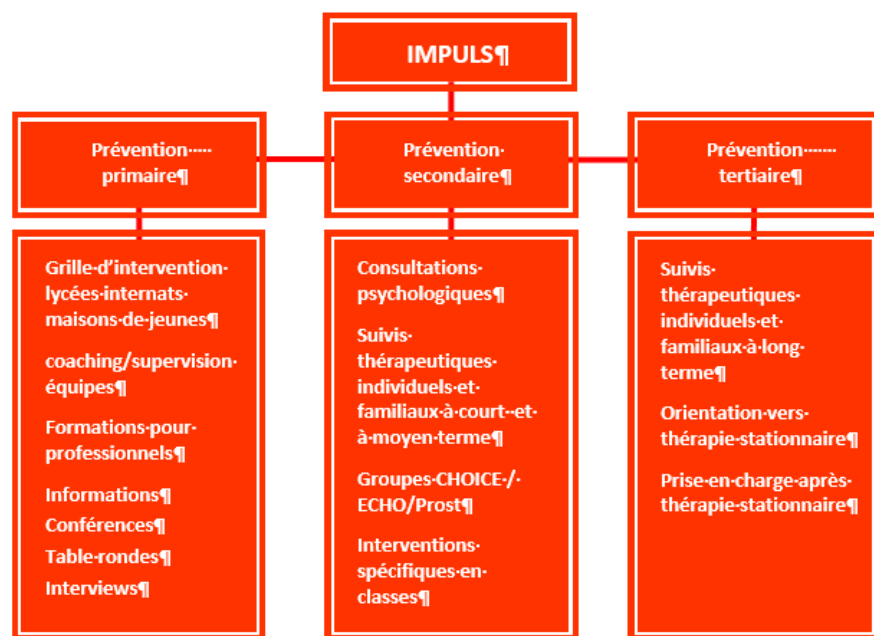 IMPULS¶
Prévention·····
primaire¶
Prévention·
secondaire¶
Prévention·······
tertiaire¶
Grille·d'intervention·
lycées·internats·
maisons·de·jeunes¶
coaching/supervision·
équipes¶
Formations·pour·
professionnels¶
Informations¶
Conférences¶
Table·rondes¶
Interviews¶
Consultations·
psychologiques¶
Suivis·
thérapeutiques·
individuels·et·
familiaux·à·court··et·
à·moyen·terme¶
Groupes·CHOICE·/·
ECHO/Prost¶
Interventions·
spécifiques·en·
classes¶
Suivis·
thérapeutiques·
individuels·et·
familiaux·à·long·
terme¶
Orientation·vers·
thérapie·stationnaire¶
Prise·en·charge·après·
thérapie·stationnaire¶